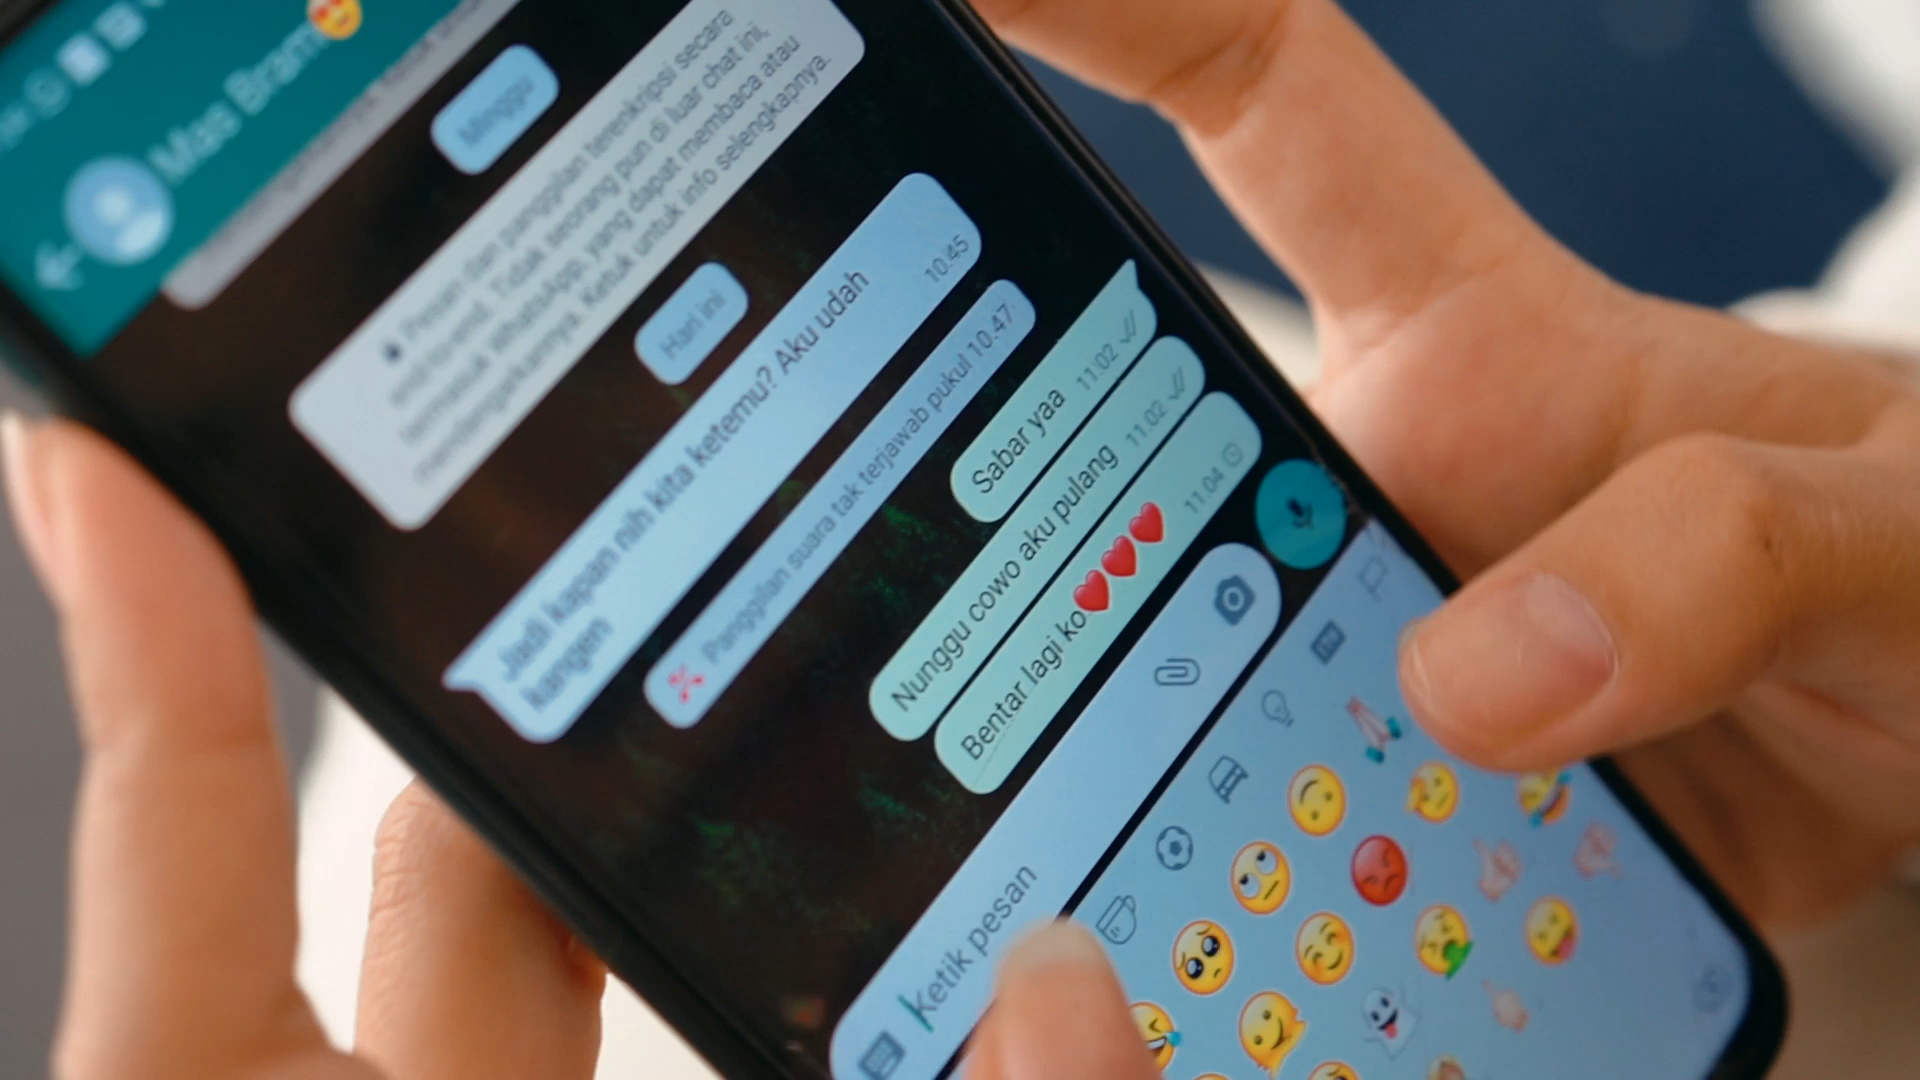 Mas Bram😍
Minggu
Pesan dan panggilan terenkripsi secara
end-to-end. Tidak seorang pun di luar chat ini,
termasuk WhatsApp, yang dapat membaca atau
mendengarkannya. Ketuk untuk info selengkapnya.
Hari ini
Jadi kapan nih kita ketemu? Aku udah
kangen 10.45
Panggilan suara tak terjawab pukul 10.47
Sabar yaa 11.02
Nunggu cowo aku pulang 11.02
Bentar lagi ko❤️❤️❤️ 11.04
Ketik pesan